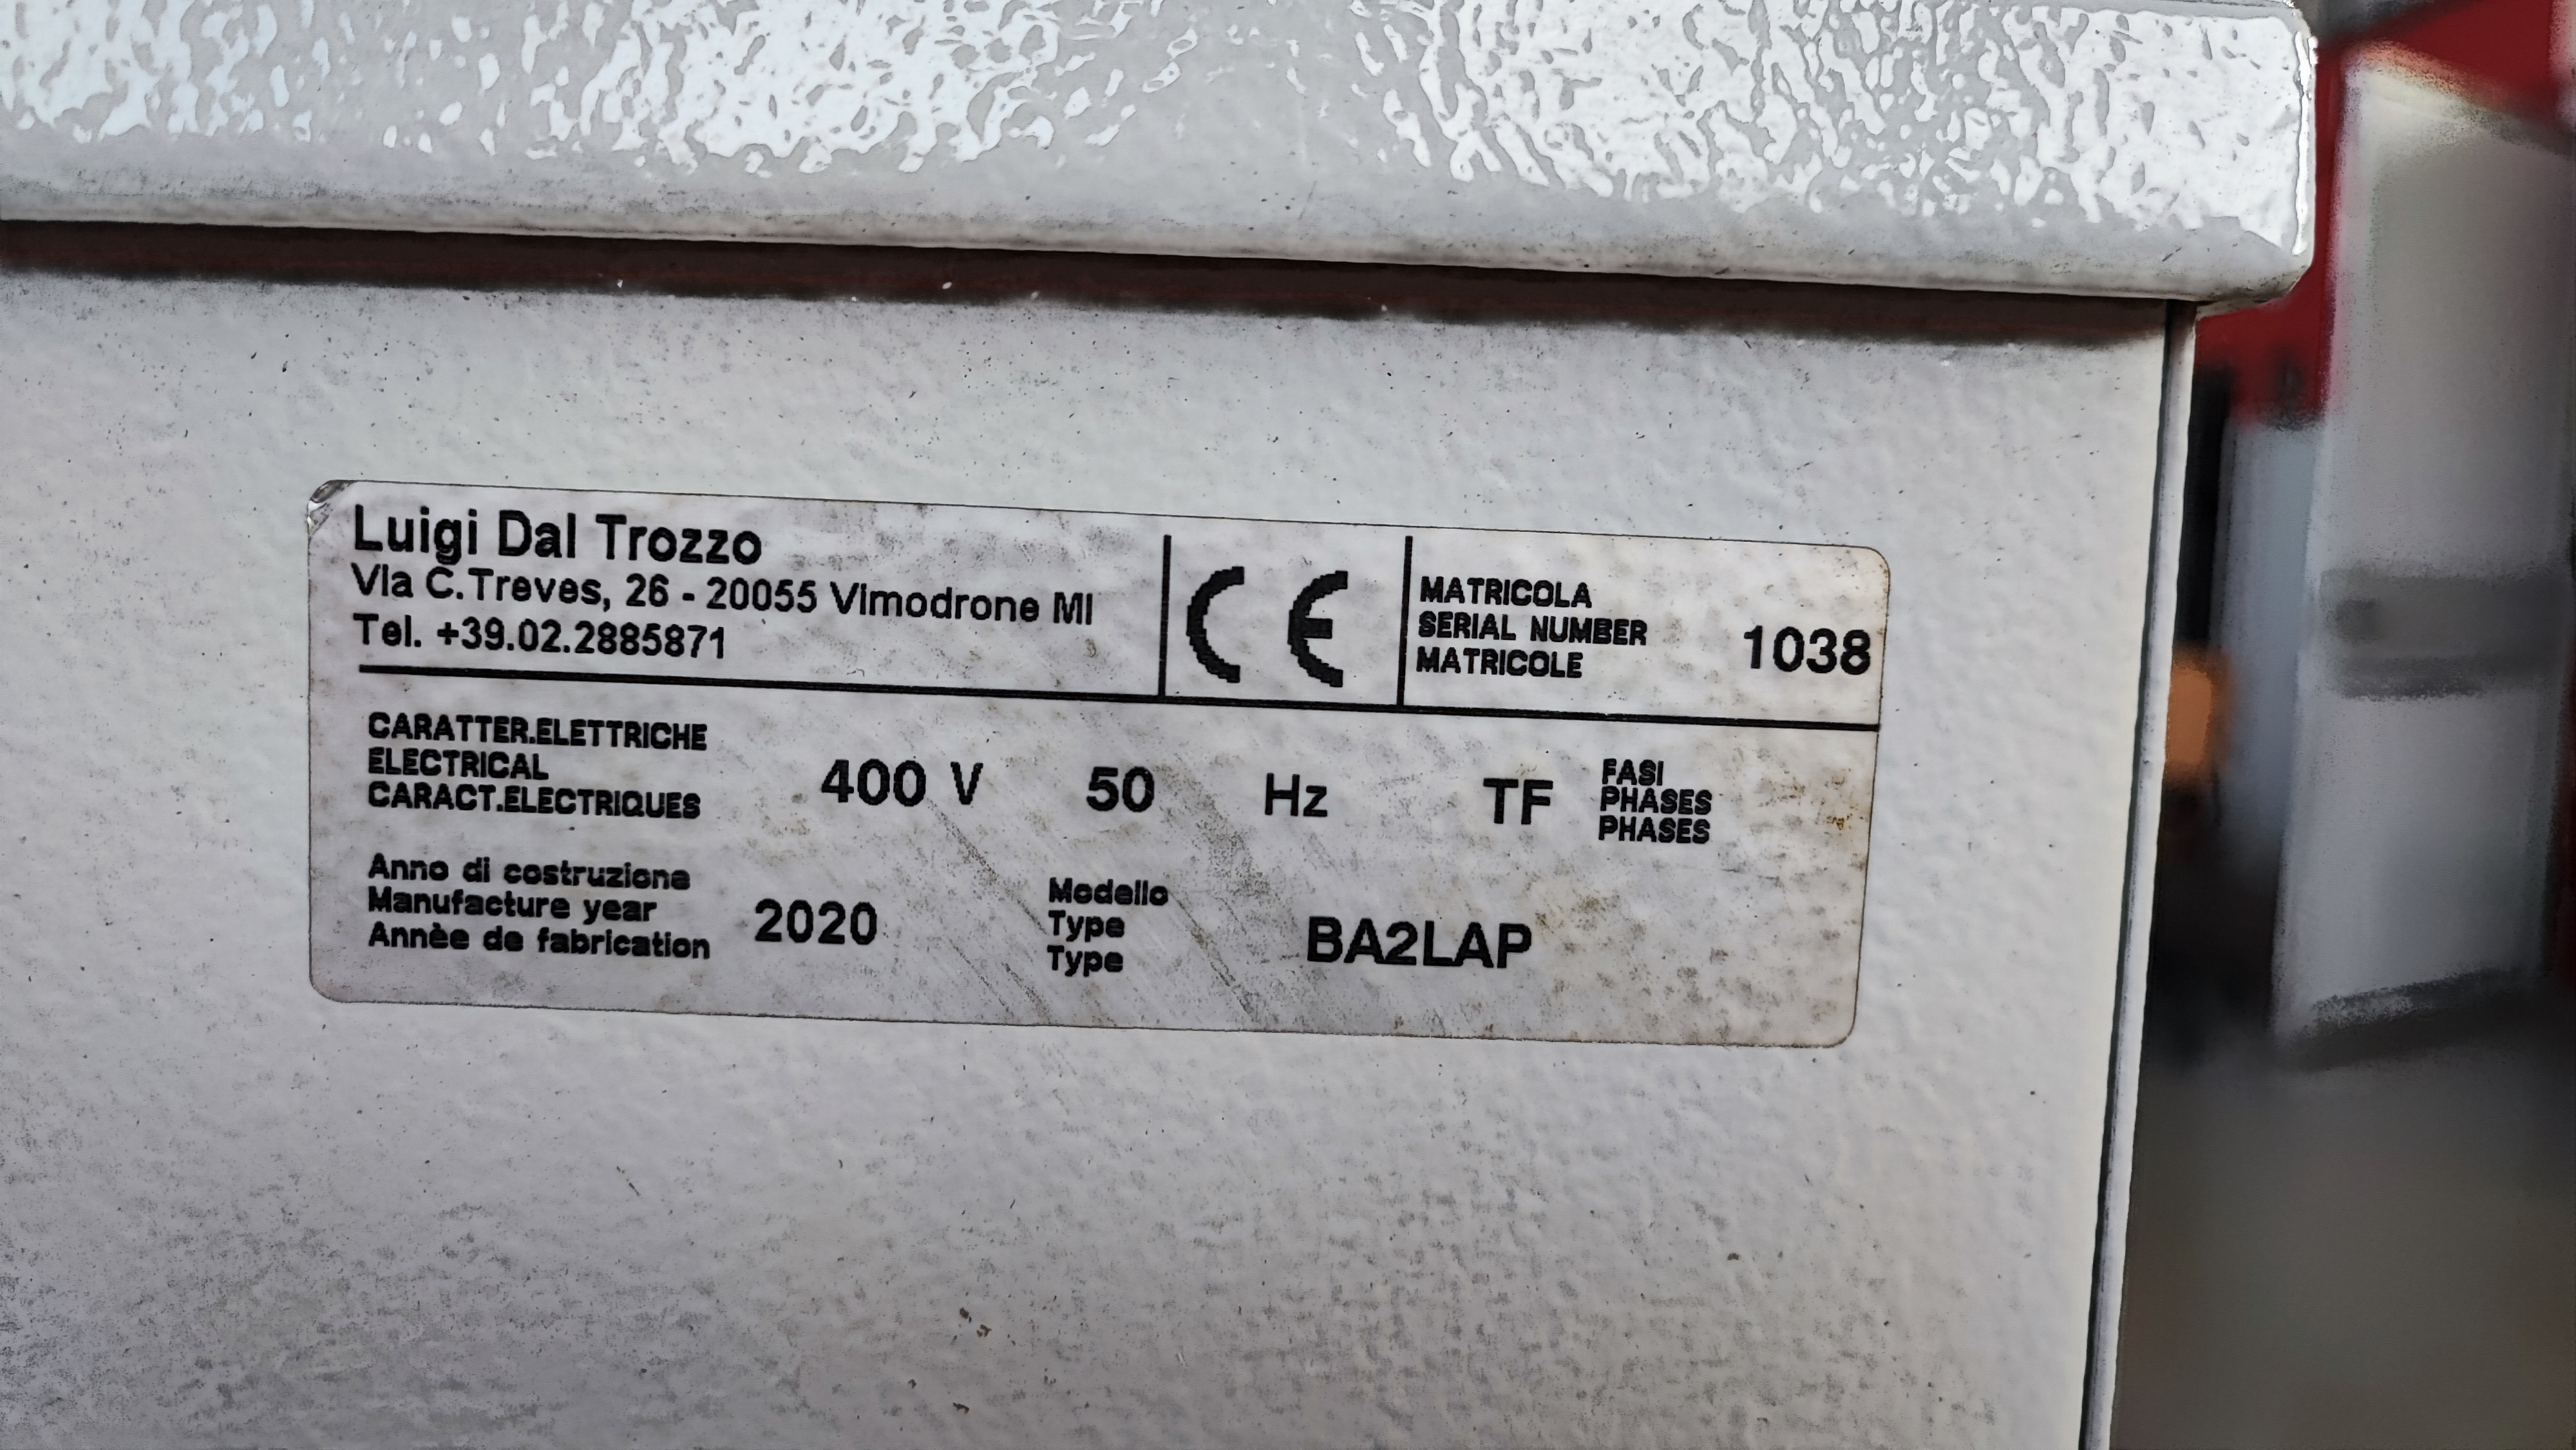 Luigi Dal Trozzo
Via C.Treves, 26 - 20055 Vimodrone MI
Tel. +39.02.2885871
CE
MATRICOLA
SERIAL NUMBER
MATRICOLE
1038
CARATTER.ELETTRICHE
ELECTRICAL
CARACT.ELECTRIQUES
400 V 50 Hz TF
FASI
PHASES
PHASES
Anno di costruzione
Manufacture year
Annèe de fabrication
2020
Modello
Type
Type
BA2LAP